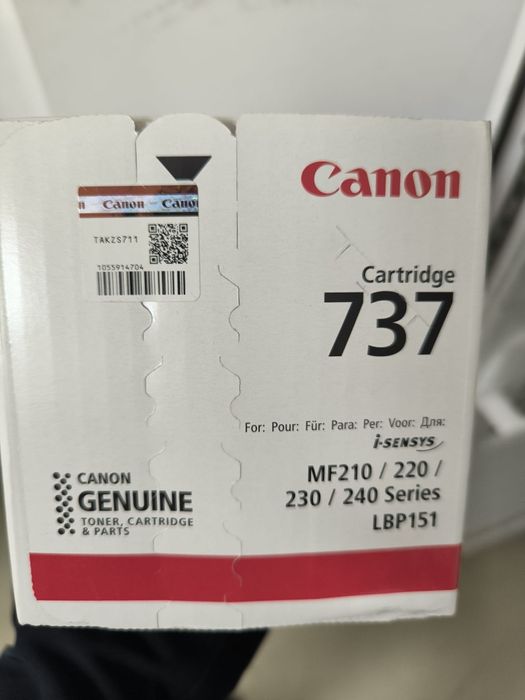 Canon
Canon
Cano
TAKZS711
1055914704
Canon
Cartridge
737
For: Pour: Für: Para: Per: Voor: Для:
i-SENSYS
MF210 / 220 /
230 / 240 Series
LBP151
CANON
GENUINE
TONER, CARTRIDGE
& PARTS